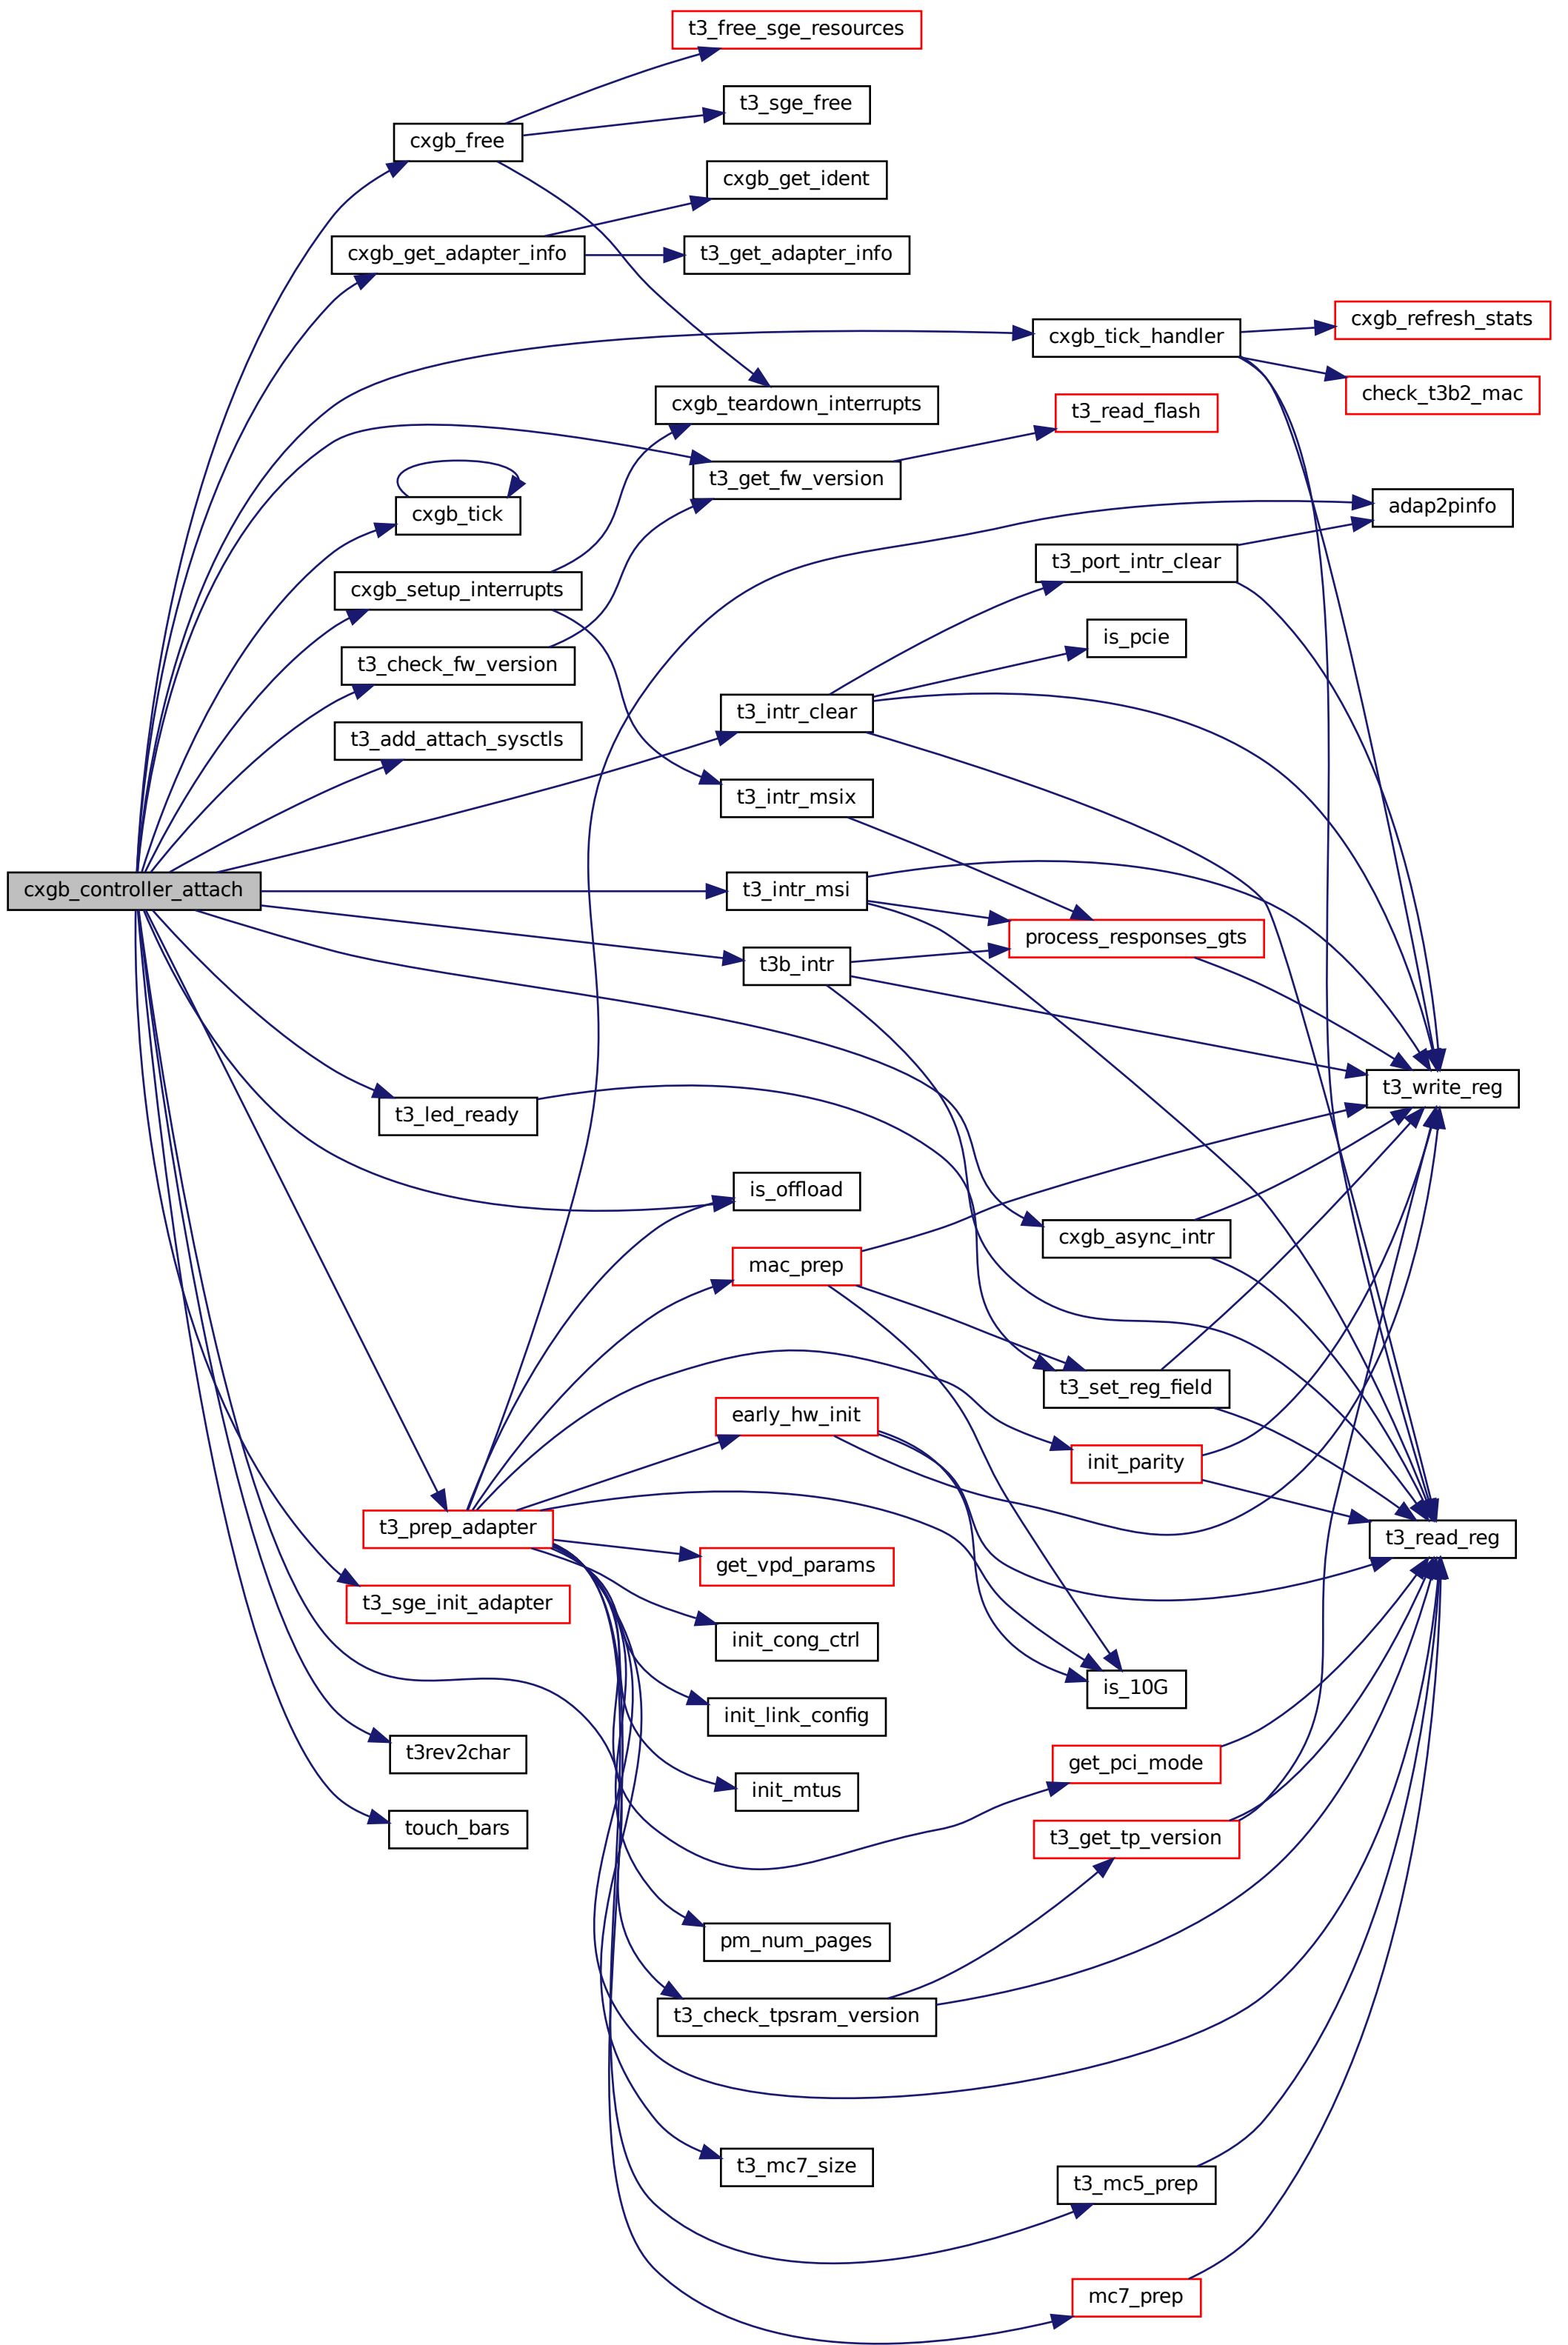 t3_free_sge_resources
t3_sge_free
cxgb_free
cxgb_get_ident
cxgb_get_adapter_info
t3_get_adapter_info
cxgb_refresh_stats
cxgb_tick_handler
check_t3b2_mac
cxgb_teardown_interrupts
t3_read_flash
t3_get_fw_version
adap2pinfo
cxgb_tick
t3_port_intr_clear
cxgb_setup_interrupts
is_pcie
t3_check_fw_version
t3_intr_clear
t3_add_attach_sysctls
t3_intr_msix
cxgb_controller_attach
t3_intr_msi
process_responses_gts
t3b_intr
t3_write_reg
t3_led_ready
is_offload
cxgb_async_intr
mac_prep
t3_set_reg_field
early_hw_init
init_parity
t3_prep_adapter
t3_read_reg
get_vpd_params
t3_sge_init_adapter
init_cong_ctrl
is_10G
init_link_config
t3rev2char
get_pci_mode
init_mtus
touch_bars
t3_get_tp_version
pm_num_pages
t3_check_tpsram_version
t3_mc7_size
t3_mc5_prep
mc7_prep